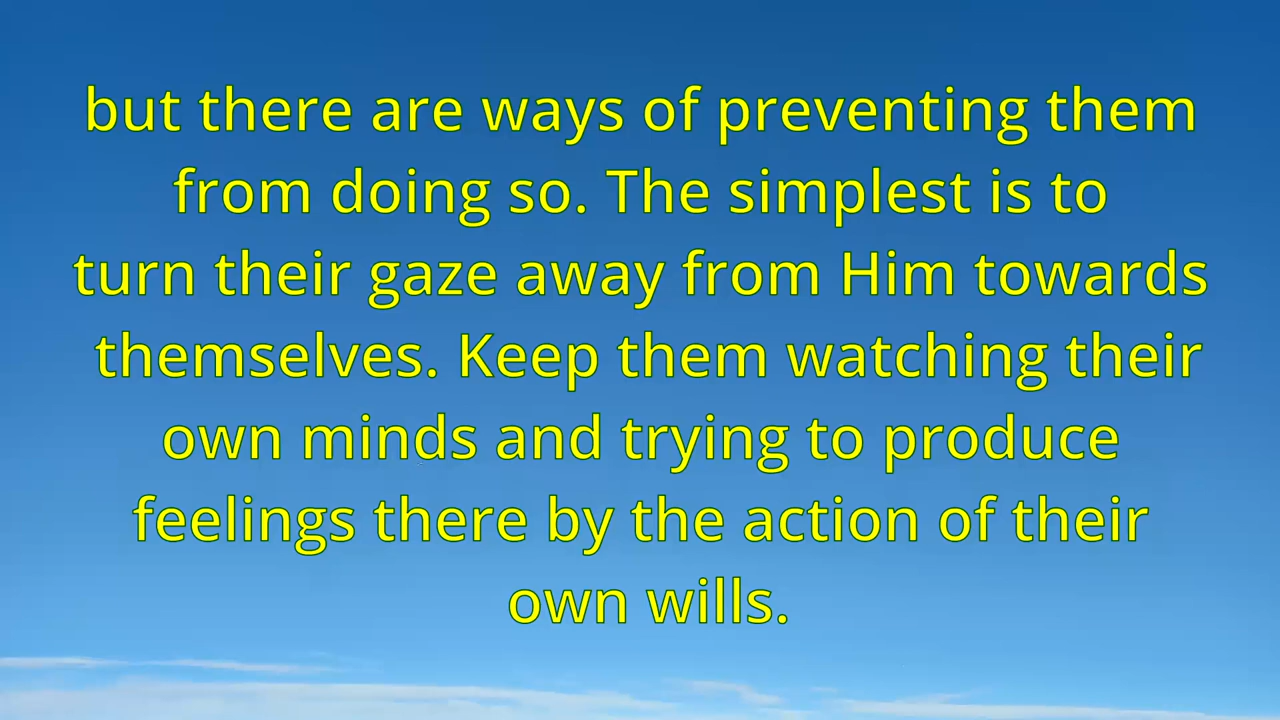 but there are ways of preventing them
from doing so. The simplest is to
turn their gaze away from Him towards
themselves. Keep them watching their
own minds and trying to produce
feelings there by the action of their
own wills.